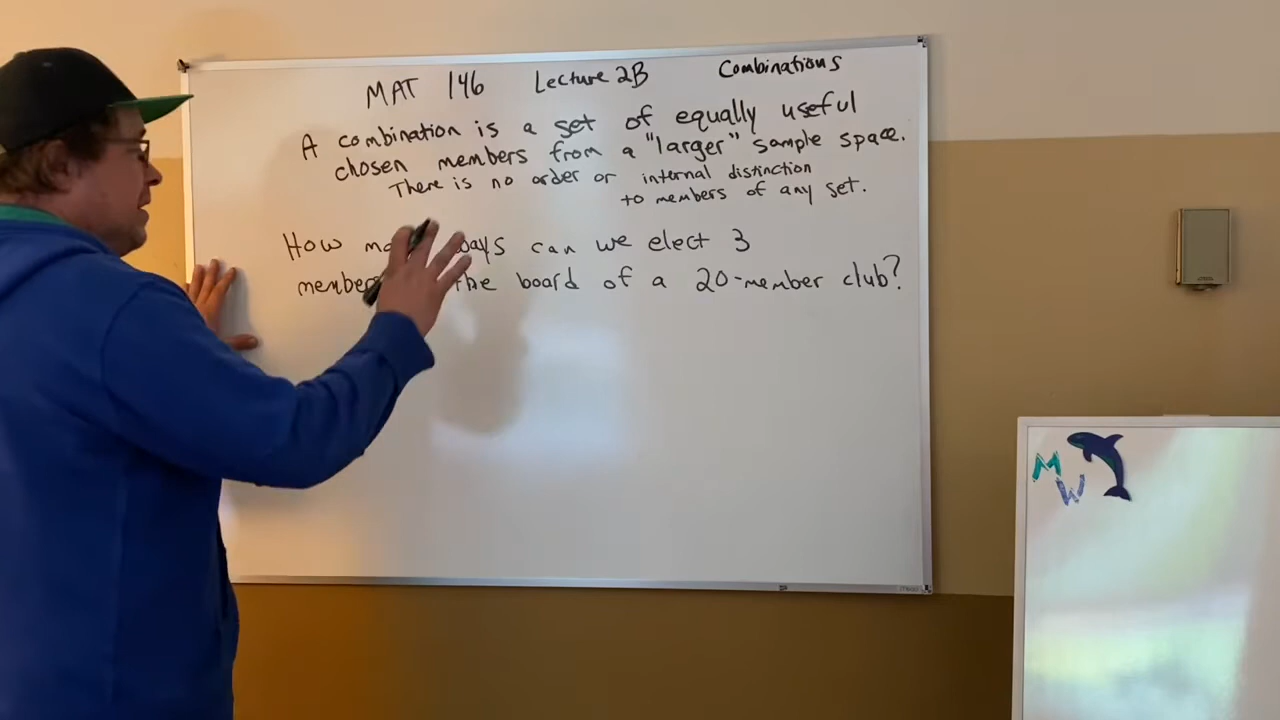 MAT 146 Lecture 2B Combinations
A combination is a set of equally useful
chosen members from a "larger" sample space.
There is no order or internal distinction
to members of any set.
How can we elect 3
the board of a 20-member club?
M
W